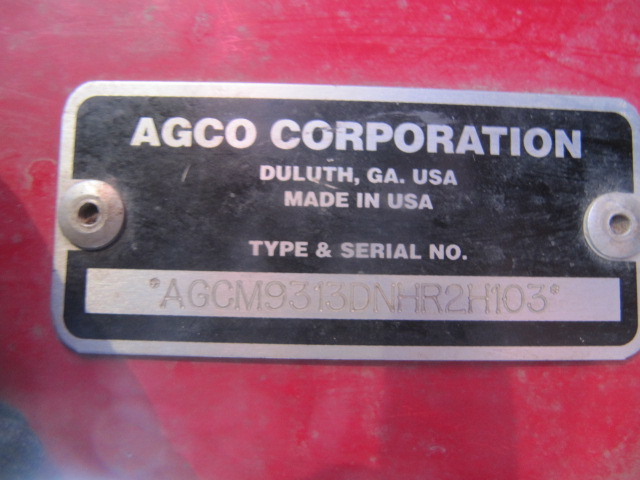 AGCO CORPORATION
DULUTH, GA. USA
MADE IN USA
TYPE & SERIAL NO.
*AGCM9313DNHR2H103*